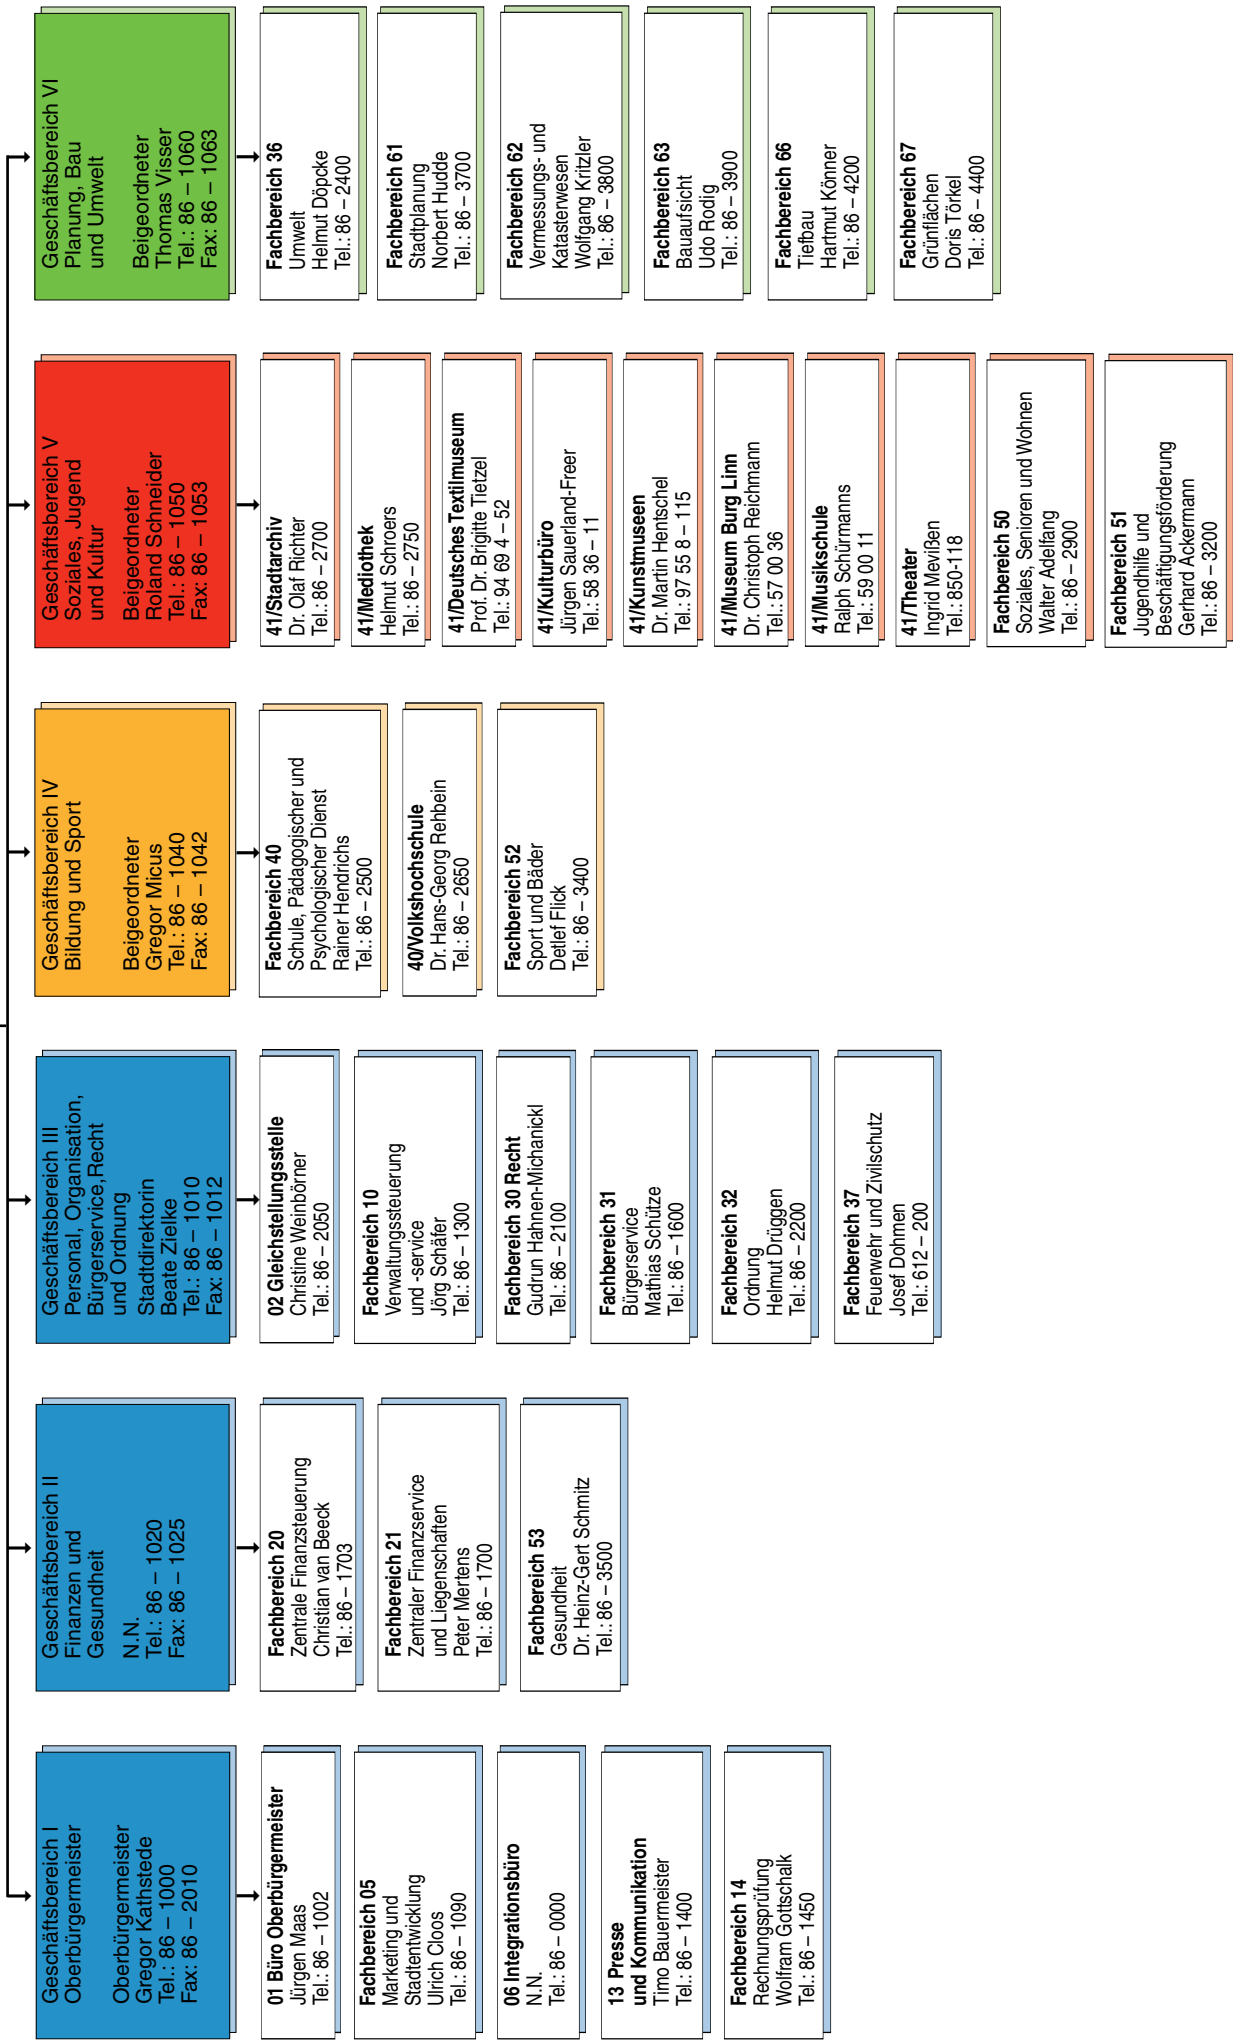 Geschäftsbereich I
Oberbürgermeister
Oberbürgermeister
Gregor Kathstede
Tel.: 86 – 1000
Fax: 86 – 2010
01 Büro Oberbürgermeister
Jürgen Maas
Tel.: 86 – 1002
Fachbereich 05
Marketing und
Stadtentwicklung
Ulrich Cloos
Tel.: 86 – 1090
06 Integrationsbüro
N.N.
Tel.: 86 – 0000
13 Presse
und Kommunikation
Timo Bauermeister
Tel.: 86 – 1400
Fachbereich 14
Rechnungsprüfung
Wolfram Gottschalk
Tel.: 86 – 1450
Geschäftsbereich II
Finanzen und
Gesundheit
N.N.
Tel.: 86 – 1020
Fax: 86 – 1025
Fachbereich 20
Zentrale Finanzsteuerung
Christian van Beeck
Tel.: 86 – 1703
Fachbereich 21
Zentraler Finanzservice
und Liegenschaften
Peter Mertens
Tel.: 86 – 1700
Fachbereich 53
Gesundheit
Dr. Heinz-Gert Schmitz
Tel.: 86 – 3500
Geschäftsbereich III
Personal, Organisation,
Bürgerservice,Recht
und Ordnung
Stadtdirektorin
Beate Zielke
Tel.: 86 – 1010
Fax: 86 – 1012
02 Gleichstellungsstelle
Christine Weinbörner
Tel.: 86 – 2050
Fachbereich 10
Verwaltungssteuerung
und -service
Jörg Schäfer
Tel.: 86 – 1300
Fachbereich 30 Recht
Gudrun Hahnen-Michanickl
Tel.: 86 – 2100
Fachbereich 31
Bürgerservice
Mathias Schütze
Tel.: 86 – 1600
Fachbereich 32
Ordnung
Helmut Drüggen
Tel.: 86 – 2200
Fachbereich 37
Feuerwehr und Zivilschutz
Josef Dohmen
Tel.: 612 – 200
Geschäftsbereich IV
Bildung und Sport
Beigeordneter
Gregor Micus
Tel.: 86 – 1040
Fax: 86 – 1042
Fachbereich 40
Schule, Pädagogischer und
Psychologischer Dienst
Rainer Hendrichs
Tel.: 86 – 2500
40/Volkshochschule
Dr. Hans-Georg Rehbein
Tel.: 86 – 2650
Fachbereich 52
Sport und Bäder
Detlef Flick
Tel.: 86 – 3400
Geschäftsbereich V
Soziales, Jugend
und Kultur
Beigeordneter
Roland Schneider
Tel.: 86 – 1050
Fax: 86 – 1053
41/Stadtarchiv
Dr. Olaf Richter
Tel.: 86 – 2700
41/Mediothek
Helmut Schroers
Tel.: 86 – 2750
41/Deutsches Textilmuseum
Prof. Dr. Brigitte Tietzel
Tel.: 94 69 4 – 52
41/Kulturbüro
Jürgen Sauerland-Freer
Tel.: 58 36 – 11
41/Kunstmuseen
Dr. Martin Hentschel
Tel.: 97 55 8 – 115
41/Museum Burg Linn
Dr. Christoph Reichmann
Tel.: 57 00 36
41/Musikschule
Ralph Schürmanns
Tel.: 59 00 11
41/Theater
Ingrid Mevißen
Tel.:850-118
Fachbereich 50
Soziales, Senioren und Wohnen
Walter Adelfang
Tel.: 86 – 2900
Fachbereich 51
Jugendhilfe und
Beschäftigungsförderung
Gerhard Ackermann
Tel.: 86 – 3200
Geschäftsbereich VI
Planung, Bau
und Umwelt
Beigeordneter
Thomas Visser
Tel.: 86 – 1060
Fax: 86 – 1063
Fachbereich 36
Umwelt
Helmut Döpcke
Tel.: 86 – 2400
Fachbereich 61
Stadtplanung
Norbert Hudde
Tel.: 86 – 3700
Fachbereich 62
Vermessungs- und
Katasterwesen
Wolfgang Kritzler
Tel.: 86 – 3800
Fachbereich 63
Bauaufsicht
Udo Rodig
Tel.: 86 – 3900
Fachbereich 66
Tiefbau
Hartmut Könner
Tel.: 86 – 4200
Fachbereich 67
Grünflächen
Doris Törkel
Tel.: 86 – 4400